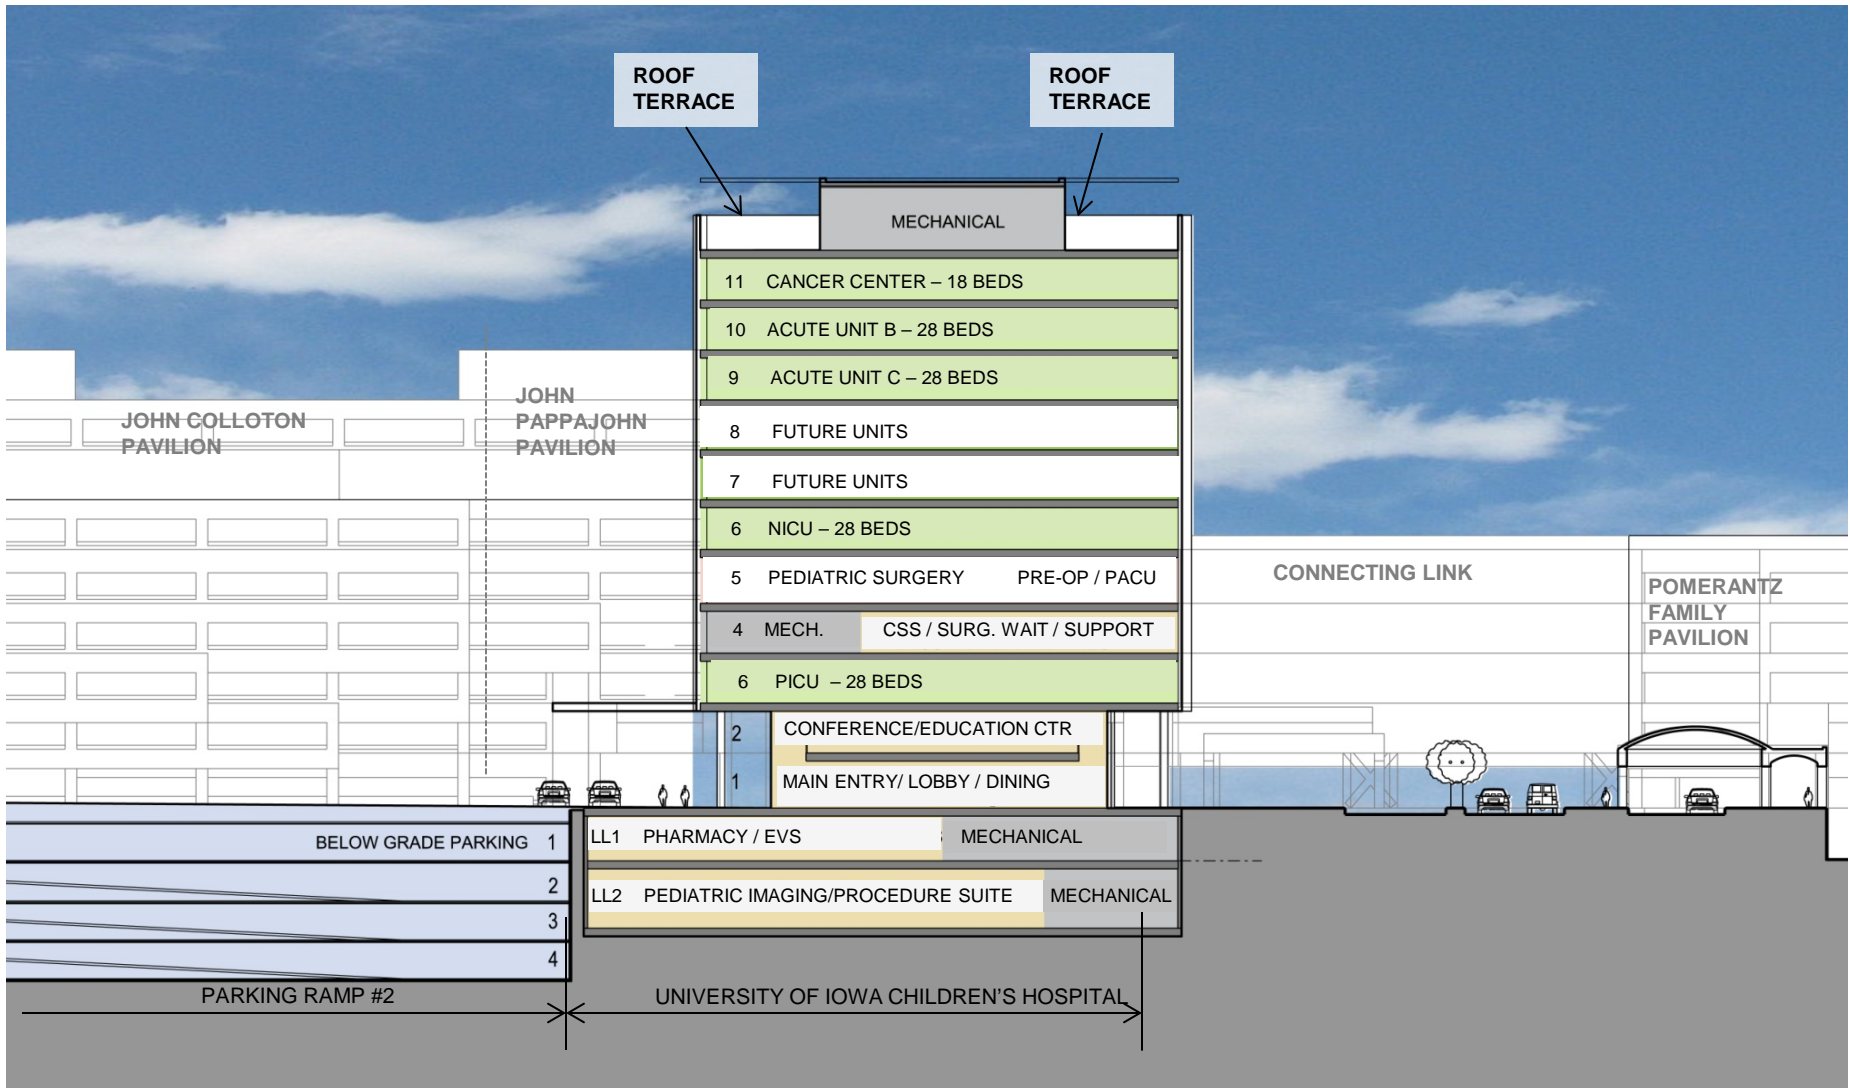 ROOF
TERRACE
ROOF
TERRACE
MECHANICAL
11 CANCER CENTER – 18 BEDS
10 ACUTE UNIT B – 28 BEDS
9 ACUTE UNIT C – 28 BEDS
8 FUTURE UNITS
7 FUTURE UNITS
6 NICU – 28 BEDS
5 PEDIATRIC SURGERY PRE-OP / PACU
4 MECH. CSS / SURG. WAIT / SUPPORT
6 PICU – 28 BEDS
2 CONFERENCE/EDUCATION CTR
1 MAIN ENTRY/ LOBBY / DINING
JOHN COLLOTON
PAVILION
JOHN
PAPPAJOHN
PAVILION
CONNECTING LINK
POMERANTZ
FAMILY
PAVILION
BELOW GRADE PARKING 1
2
3
4
LL1 PHARMACY / EVS MECHANICAL
LL2 PEDIATRIC IMAGING/PROCEDURE SUITE MECHANICAL
PARKING RAMP #2
UNIVERSITY OF IOWA CHILDREN'S HOSPITAL